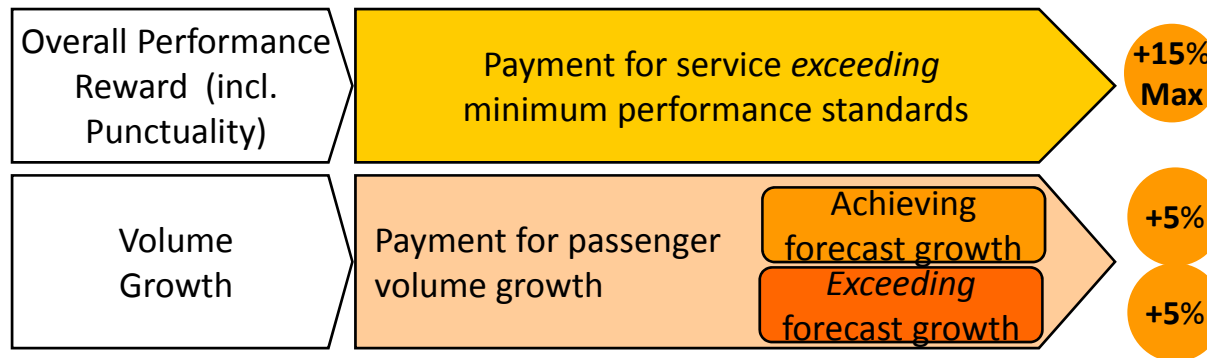 Overall Performance
Reward (incl.
Punctuality)
Payment for service exceeding
minimum performance standards
+15%
Max
Volume
Growth
Payment for passenger
volume growth
Achieving
forecast growth
Exceeding
forecast growth
+5%
+5%